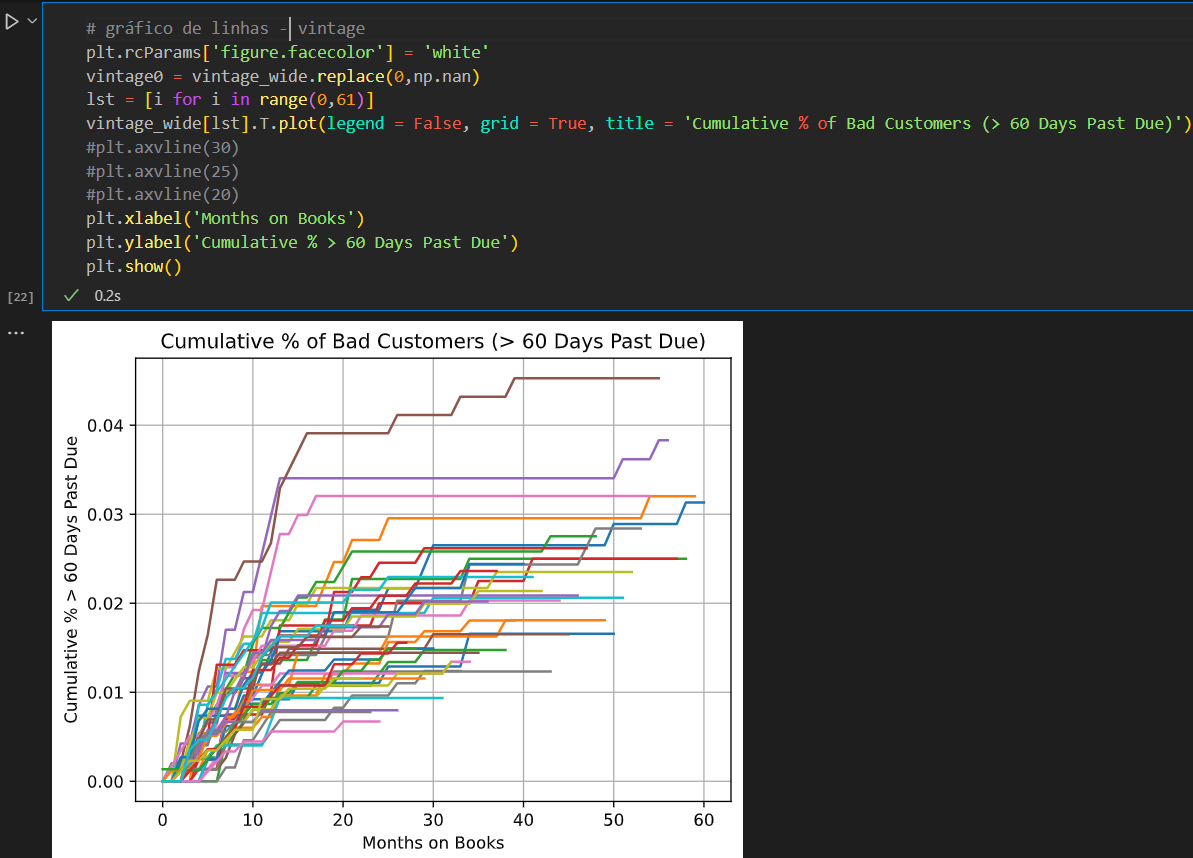 # gráfico de linhas - vintage
plt.rcParams['figure.facecolor'] = 'white'
vintage0 = vintage_wide.replace(0,np.nan)
lst = [i for i in range(0,61)]
vintage_wide[lst].T.plot(legend = False, grid = True, title = 'Cumulative % of Bad Customers (> 60 Days Past Due)')
#plt.axvline(30)
#plt.axvline(25)
#plt.axvline(20)
plt.xlabel('Months on Books')
plt.ylabel('Cumulative % > 60 Days Past Due')
plt.show()
[22]
0.2s
...
Cumulative % of Bad Customers (> 60 Days Past Due)
Cumulative % > 60 Days Past Due
0.04
0.03
0.02
0.01
0.00
0 10 20 30 40 50 60
Months on Books